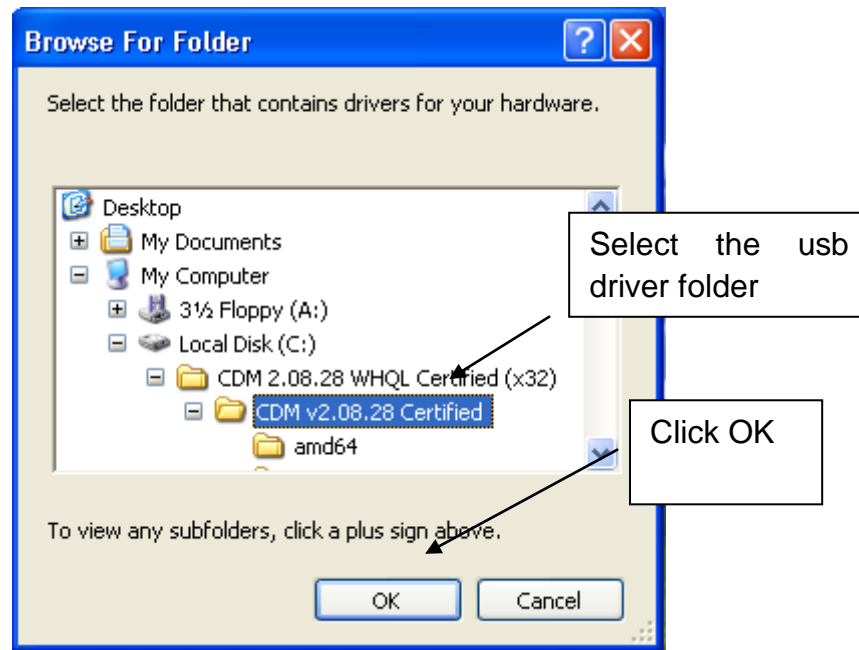 Browse For Folder
Select the folder that contains drivers for your hardware.
Desktop
My Documents
My Computer
3½ Floppy (A:)
Local Disk (C:)
CDM 2.08.28 WHQL Certified (x32)
CDM v2.08.28 Certified
amd64
Select the usb
driver folder
Click OK
To view any subfolders, click a plus sign above.
OK
Cancel